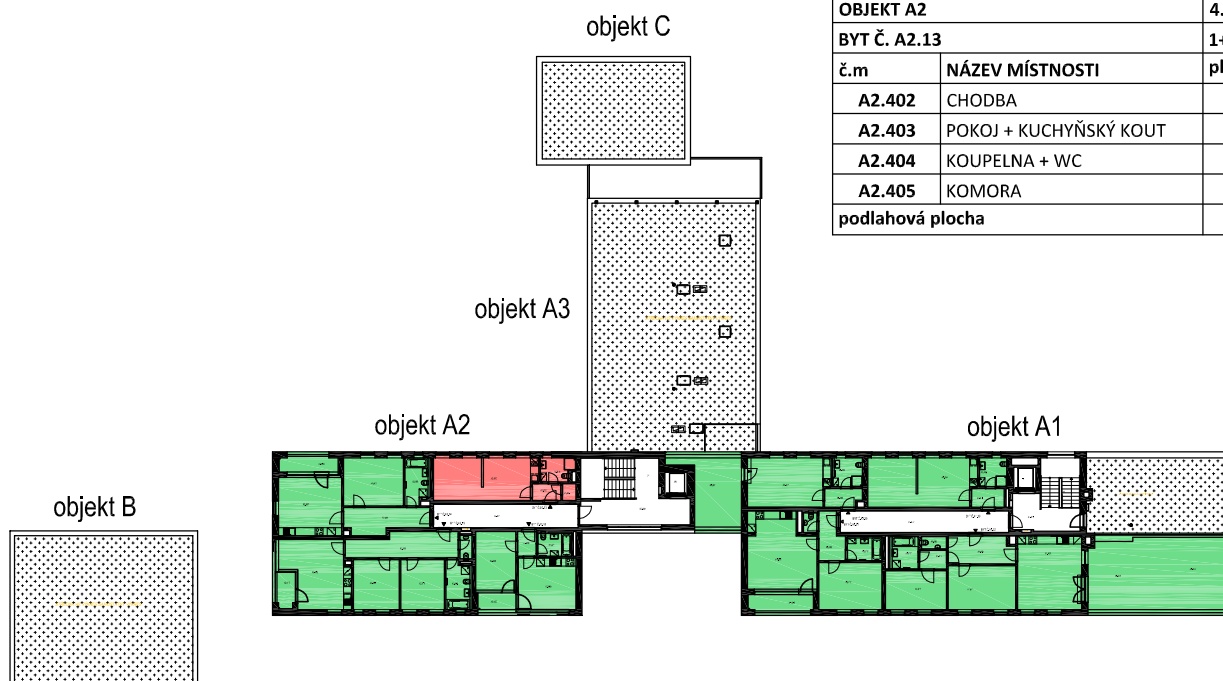 objekt C
OBJEKT A2 4.
BYT Č. A2.13 1+
č.m NÁZEV MÍSTNOSTI pl
A2.402 CHODBA
A2.403 POKOJ + KUCHYŇSKÝ KOUT
A2.404 KOUPELNA + WC
A2.405 KOMORA
podlahová plocha
objekt A3
objekt A2
objekt A1
objekt B